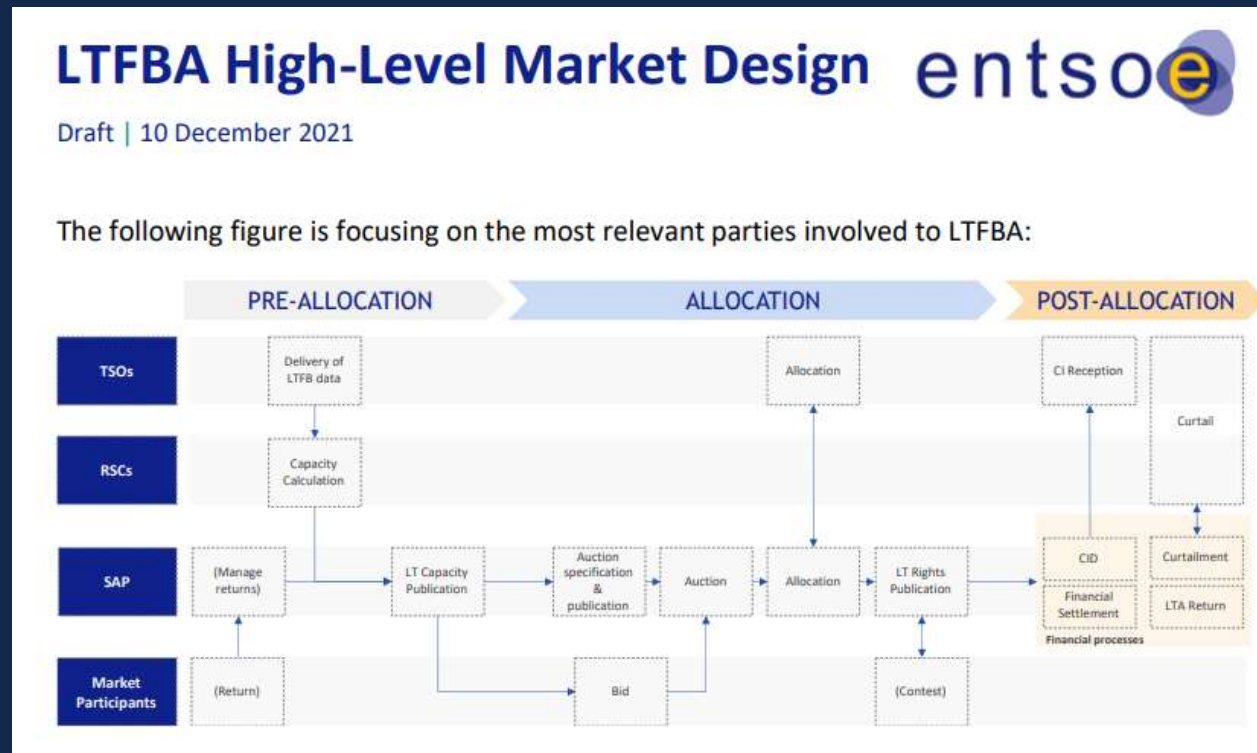 LTFBA High-Level Market Design
entsoe
Draft | 10 December 2021
The following figure is focusing on the most relevant parties involved to LTFBA:
PRE-ALLOCATION
ALLOCATION
POST-ALLOCATION
TSOs
Delivery of
LTFB data
Allocation
CI Reception
Curtail
RSCs
Capacity
Calculation
SAP
(Manage
returns)
LT Capacity
Publication
Auction
specification
&
publication
Auction
Allocation
LT Rights
Publication
CID
Curtailment
Financial
Settlement
LTA Return
Financial processes
Market
Participants
(Return)
Bid
(Contest)